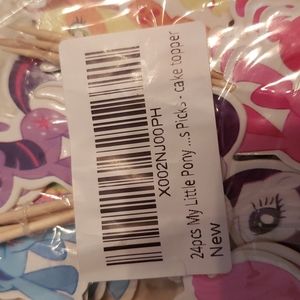 X002NJ00PH
24pcs My Little Pony ...s Picks - cake topper
New